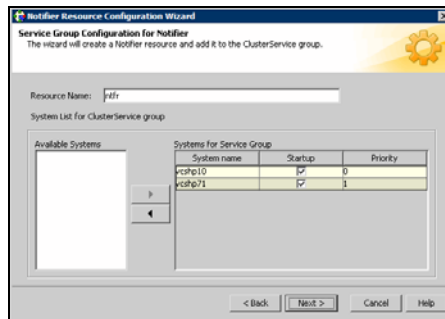 Notifier Resource Configuration Wizard
Service Group Configuration for Notifier
The wizard will create a Notifier resource and add it to the ClusterService group.
Resource Name: ntfr
System List for ClusterService group
Available Systems
Systems for Service Group
System name Startup Priority
vcshp10 0
vcshp71 1
< Back Next > Cancel Help